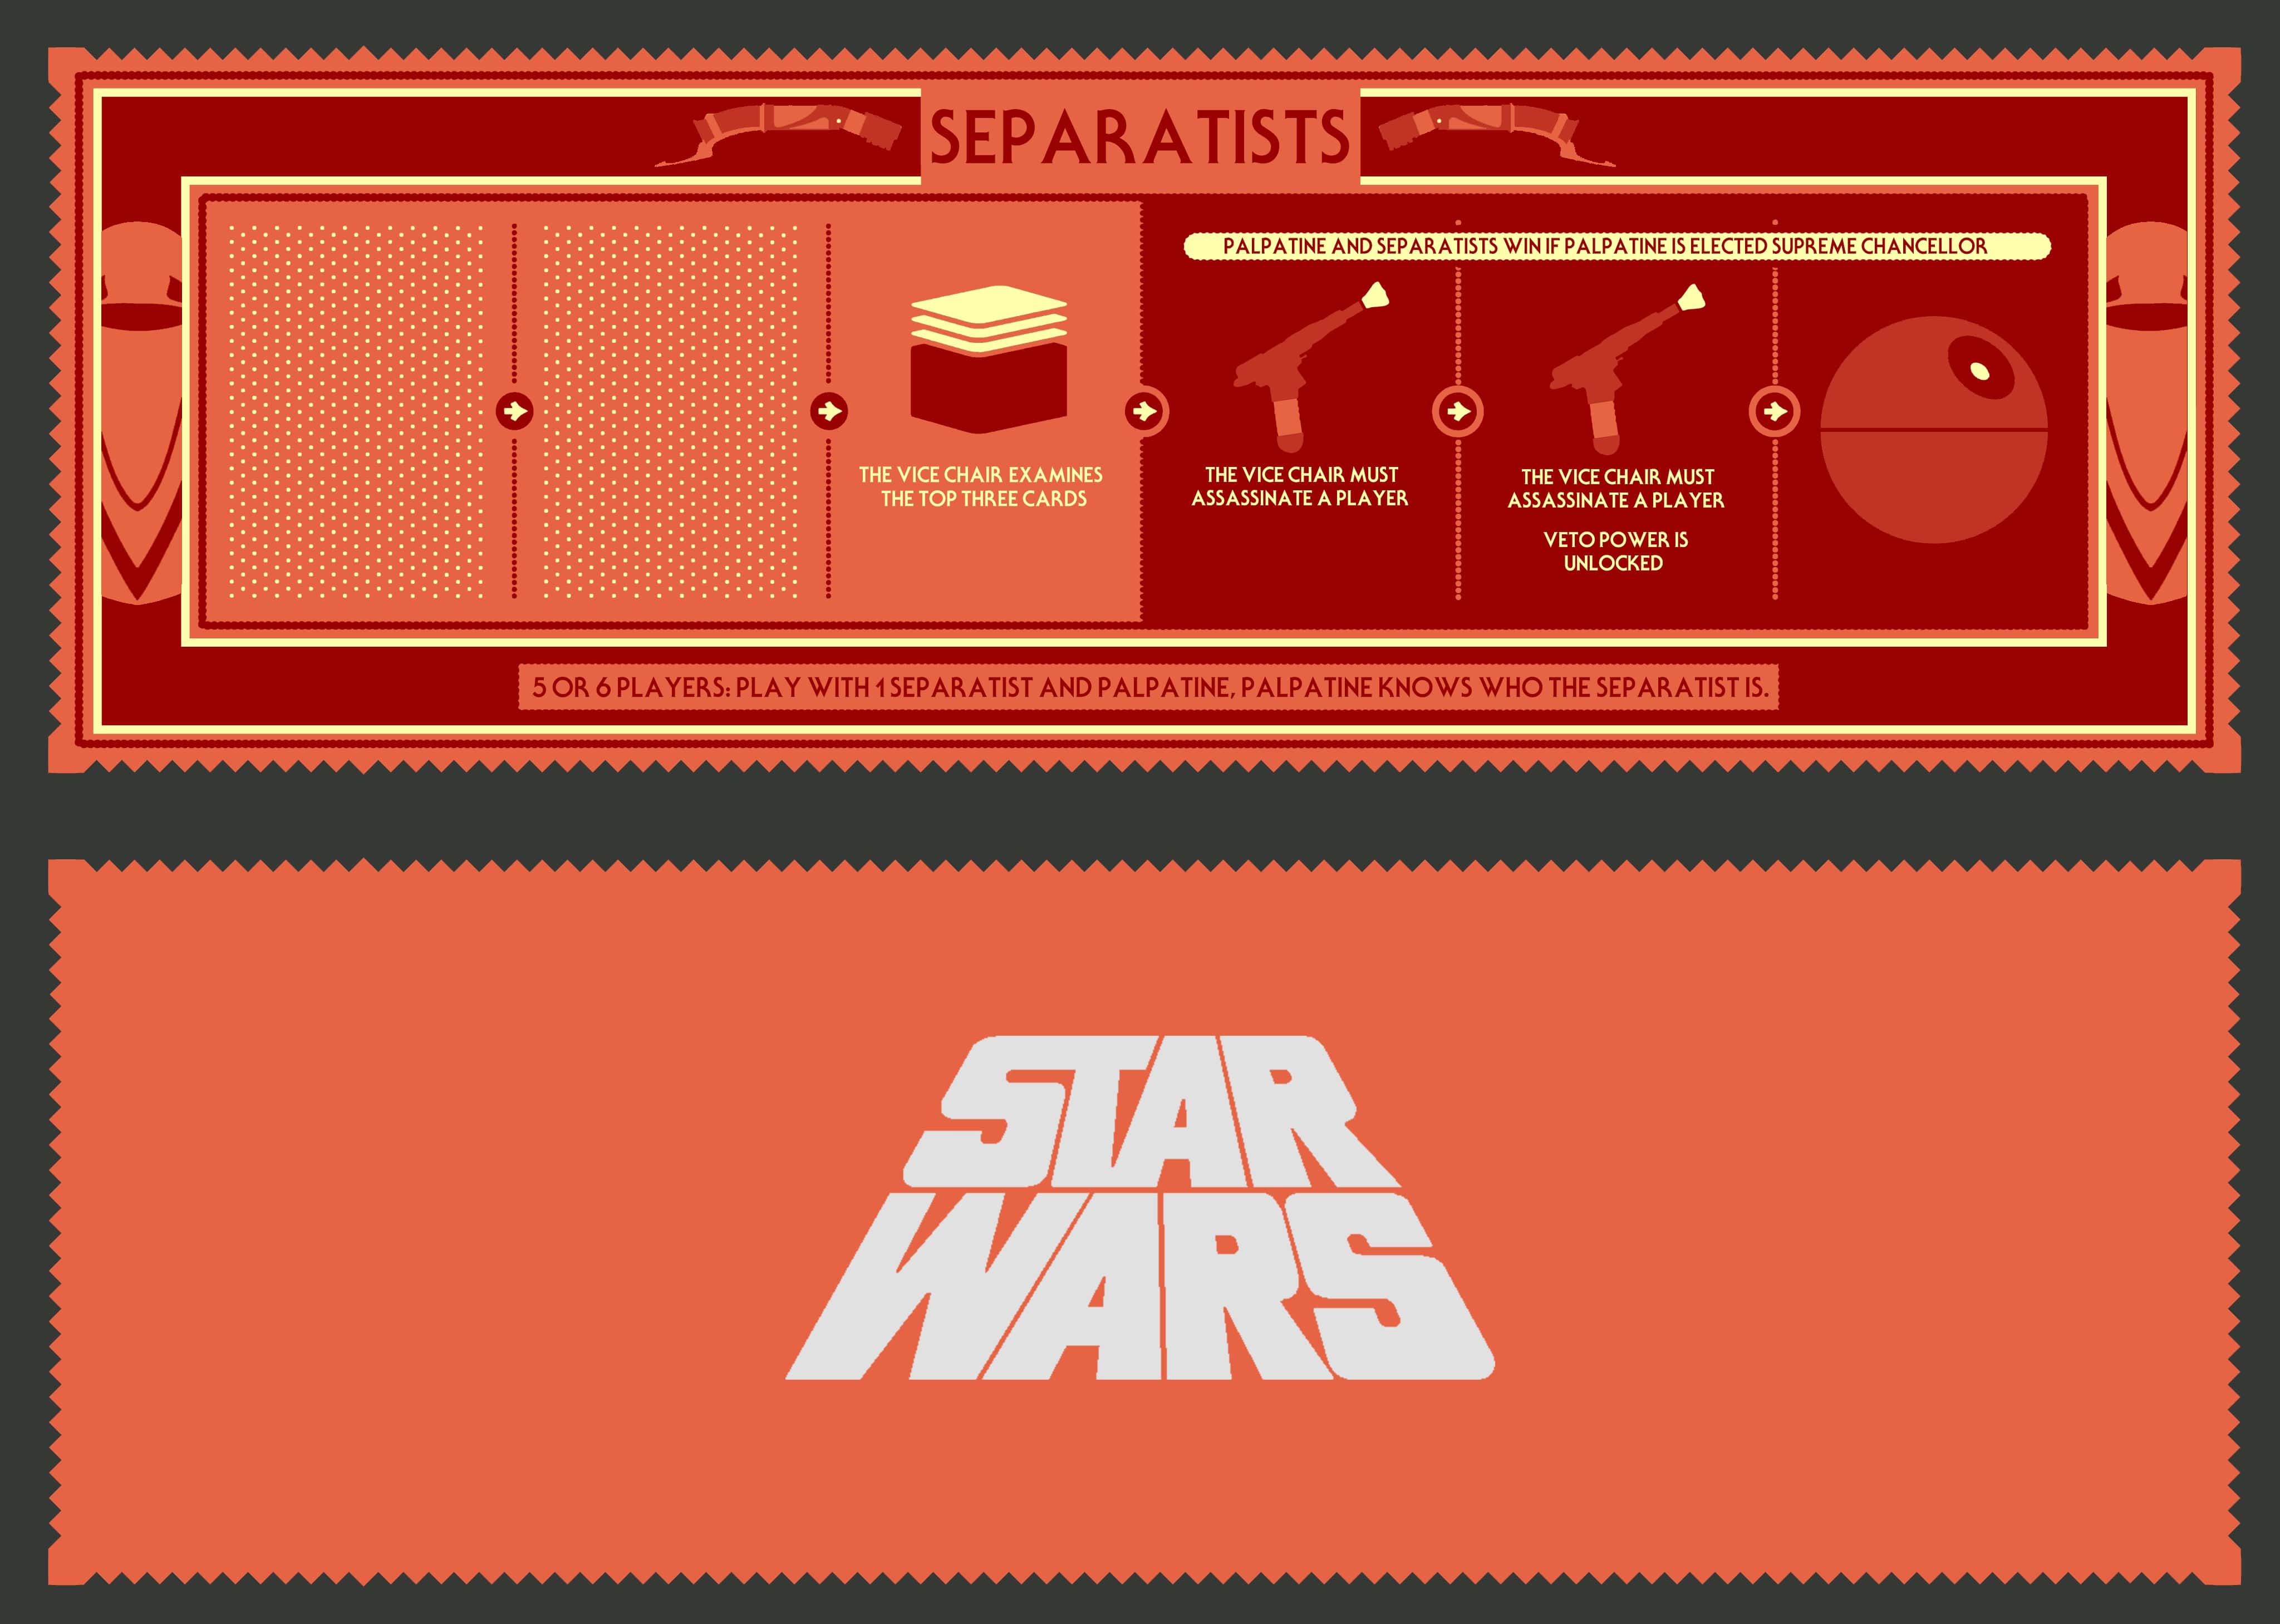 SEPARATISTS
PALPATINE AND SEPARATISTS WIN IF PALPATINE IS ELECTED SUPREME CHANCELLOR
THE VICE CHAIR EXAMINES
THE TOP THREE CARDS
THE VICE CHAIR MUST
ASSASSINATE A PLAYER
THE VICE CHAIR MUST
ASSASSINATE A PLAYER
VETO POWER IS
UNLOCKED
5 OR 6 PLAYERS: PLAY WITH 1 SEPARATIST AND PALPATINE, PALPATINE KNOWS WHO THE SEPARATIST IS.
STAR
WARS